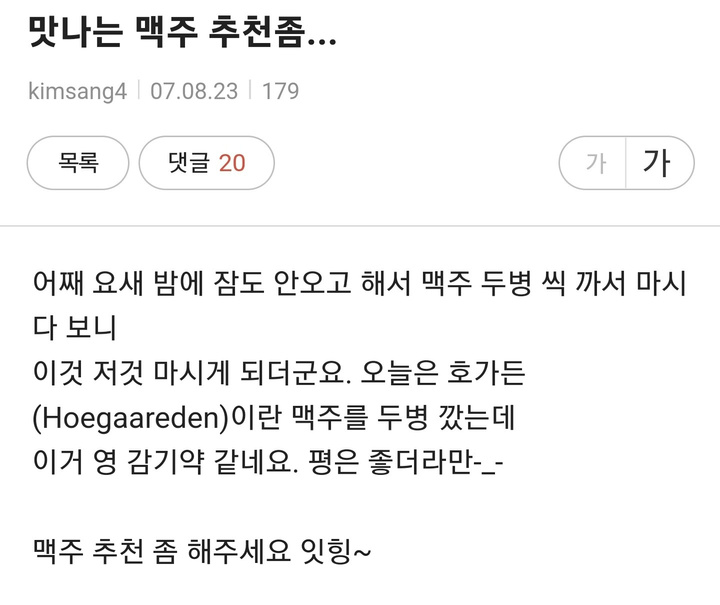 맛나는 맥주 추천좀...
kimsang4 07.08.23 179
목록 댓글 20 가 가
어째 요새 밤에 잠도 안오고 해서 맥주 두병 씩 까서 마시
다 보니
이것 저것 마시게 되더군요. 오늘은 호가든
(Hoegaareden)이란 맥주를 두병 깠는데
이거 영 감기약 같네요. 평은 좋더라만-_-
맥주 추천 좀 해주세요 잇힝~